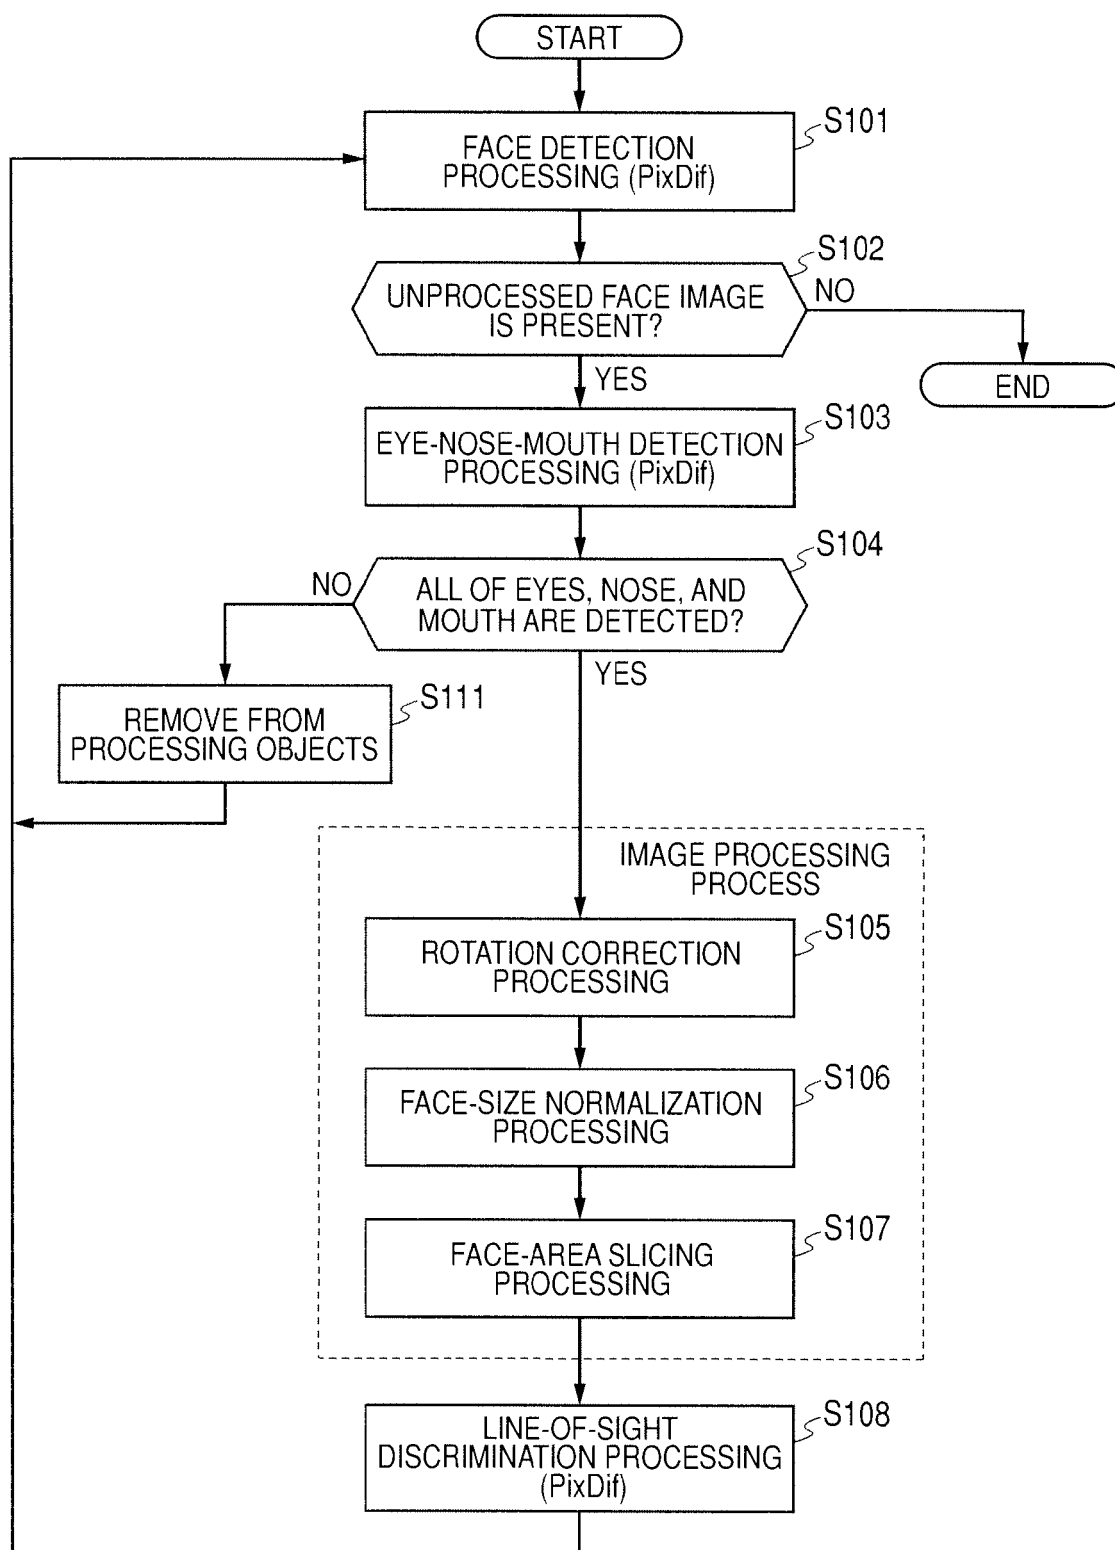 START
S101
FACE DETECTION
PROCESSING (PixDif)
S102
UNPROCESSED FACE IMAGE
IS PRESENT?
NO
END
YES
S103
EYE-NOSE-MOUTH DETECTION
PROCESSING (PixDif)
S104
ALL OF EYES, NOSE, AND
MOUTH ARE DETECTED?
NO
YES
S111
REMOVE FROM
PROCESSING OBJECTS
IMAGE PROCESSING
PROCESS
S105
ROTATION CORRECTION
PROCESSING
S106
FACE-SIZE NORMALIZATION
PROCESSING
S107
FACE-AREA SLICING
PROCESSING
S108
LINE-OF-SIGHT
DISCRIMINATION PROCESSING
(PixDif)